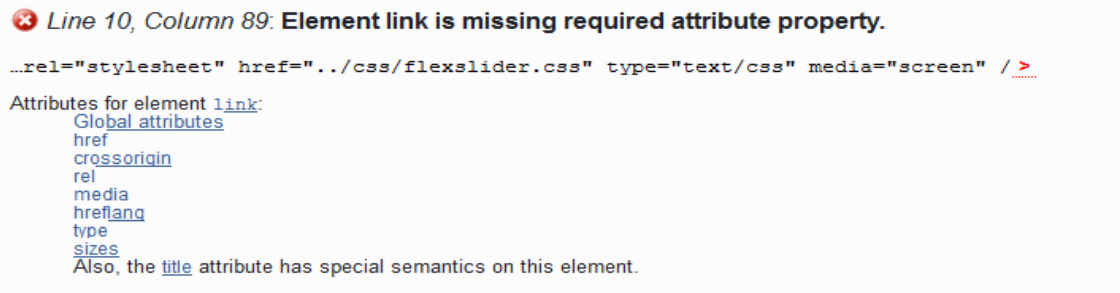 Line 10, Column 89: Element link is missing required attribute property.
…rel="stylesheet" href="../css/flexslider.css" type="text/css" media="screen" />
Attributes for element link:
Global attributes
href
crossorigin
rel
media
hreflang
type
sizes
Also, the title attribute has special semantics on this element.